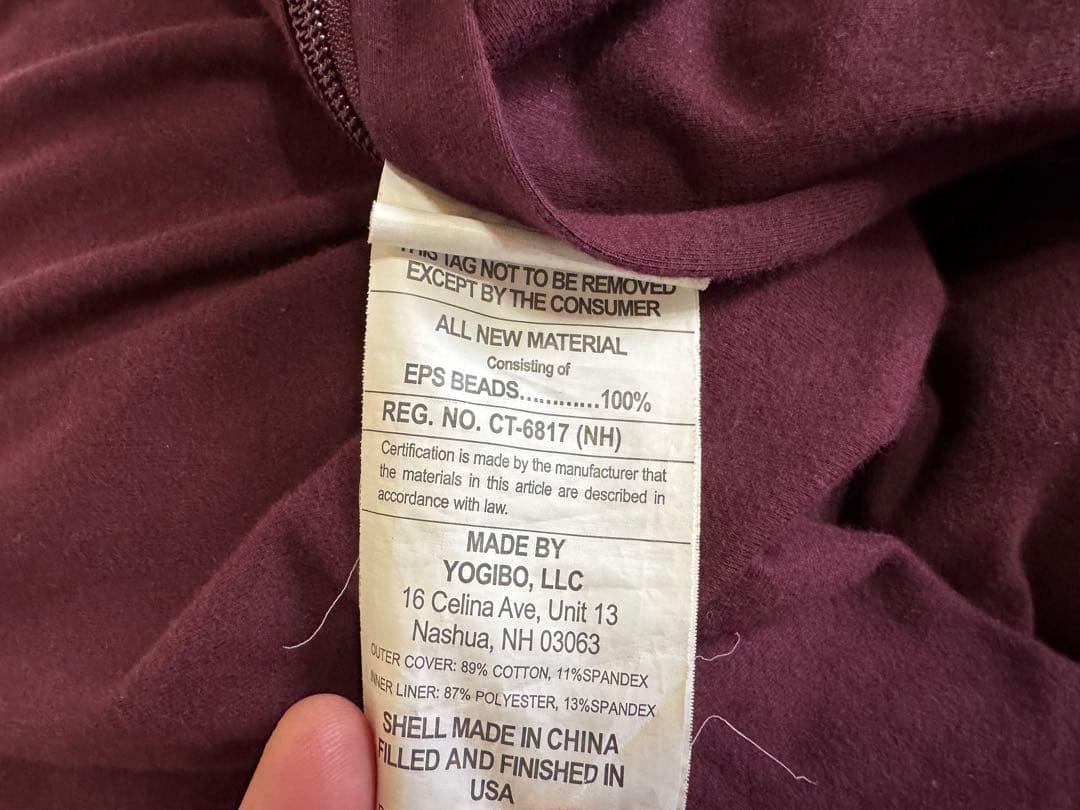 THIS TAG NOT TO BE REMOVED
EXCEPT BY THE CONSUMER
ALL NEW MATERIAL
Consisting of
EPS BEADS............100%
REG. NO. CT-6817 (NH)
Certification is made by the manufacturer that
the materials in this article are described in
accordance with law.
MADE BY
YOGIBO, LLC
16 Celina Ave, Unit 13
Nashua, NH 03063
OUTER COVER: 89% COTTON, 11%SPANDEX
INNER LINER: 87% POLYESTER, 13%SPANDEX
SHELL MADE IN CHINA
FILLED AND FINISHED IN
USA